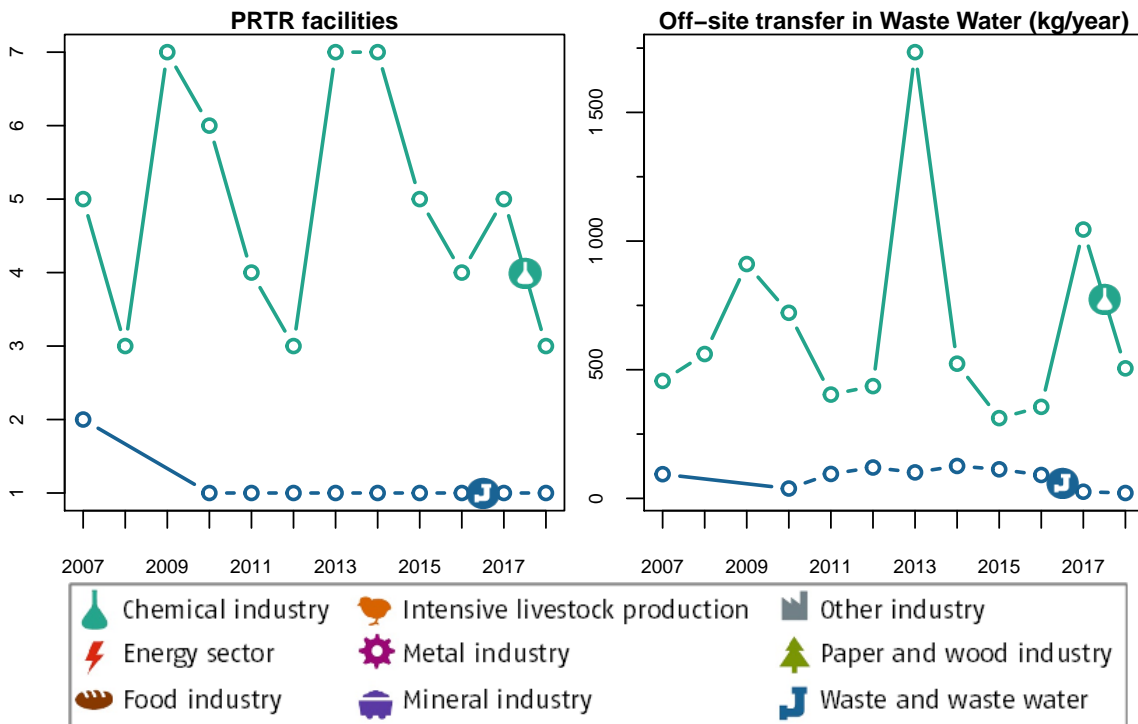 PRTR facilities
Off−site transfer in Waste Water (kg/year)
7
6
5
4
3
2
1
1 500
1 000
500
0
2007 2009 2011 2013 2015 2017
2007 2009 2011 2013 2015 2017
Chemical industry Intensive livestock production Other industry
Energy sector Metal industry Paper and wood industry
Food industry Mineral industry Waste and waste water